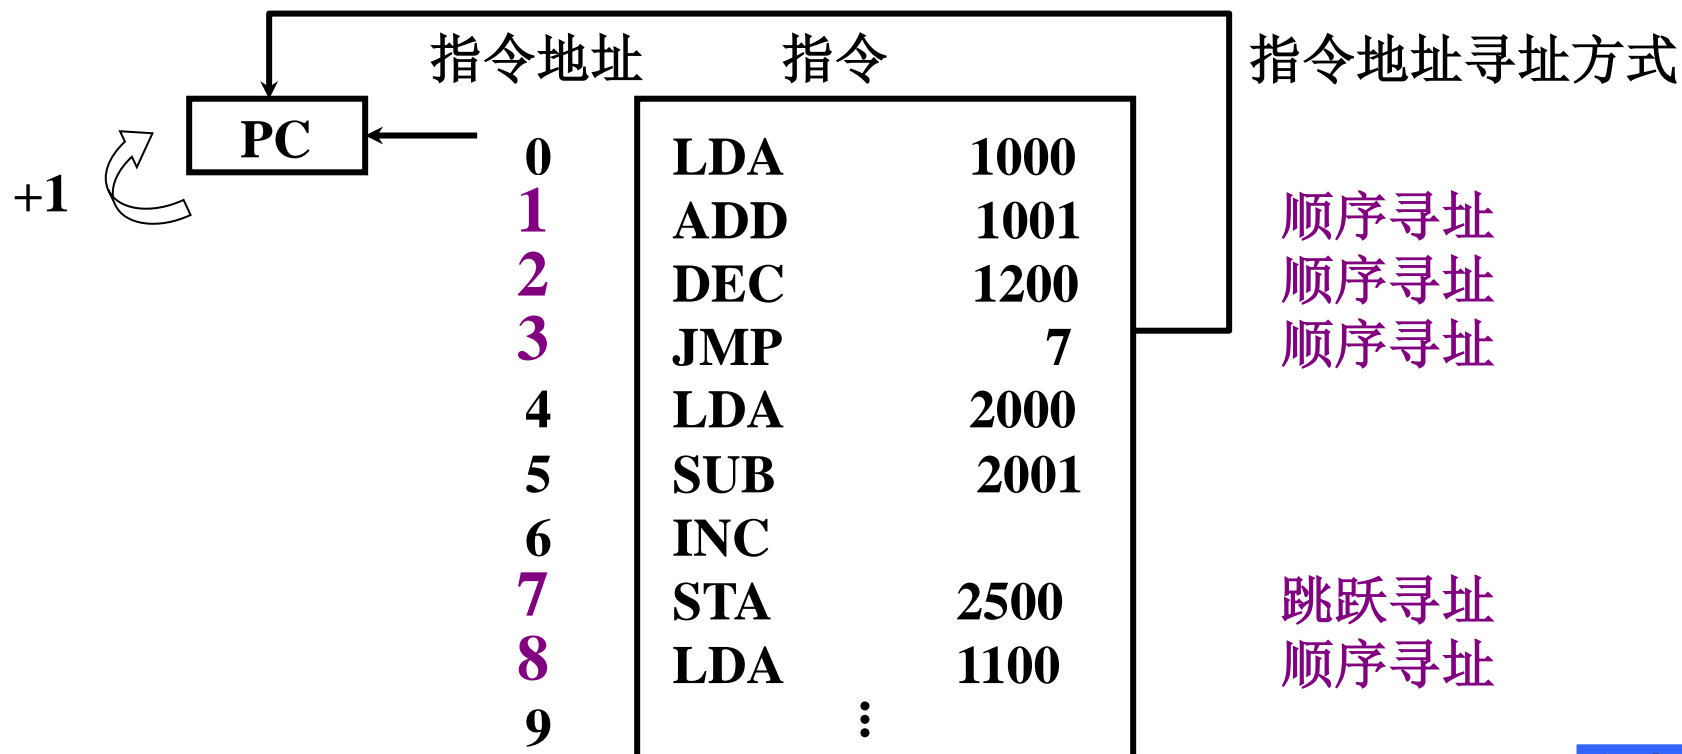 指令地址 指令 指令地址寻址方式
PC
+1
0 LDA 1000
1 ADD 1001 顺序寻址
2 DEC 1200 顺序寻址
3 JMP 7 顺序寻址
4 LDA 2000
5 SUB 2001
6 INC
7 STA 2500 跳跃寻址
8 LDA 1100 顺序寻址
9 ⋮